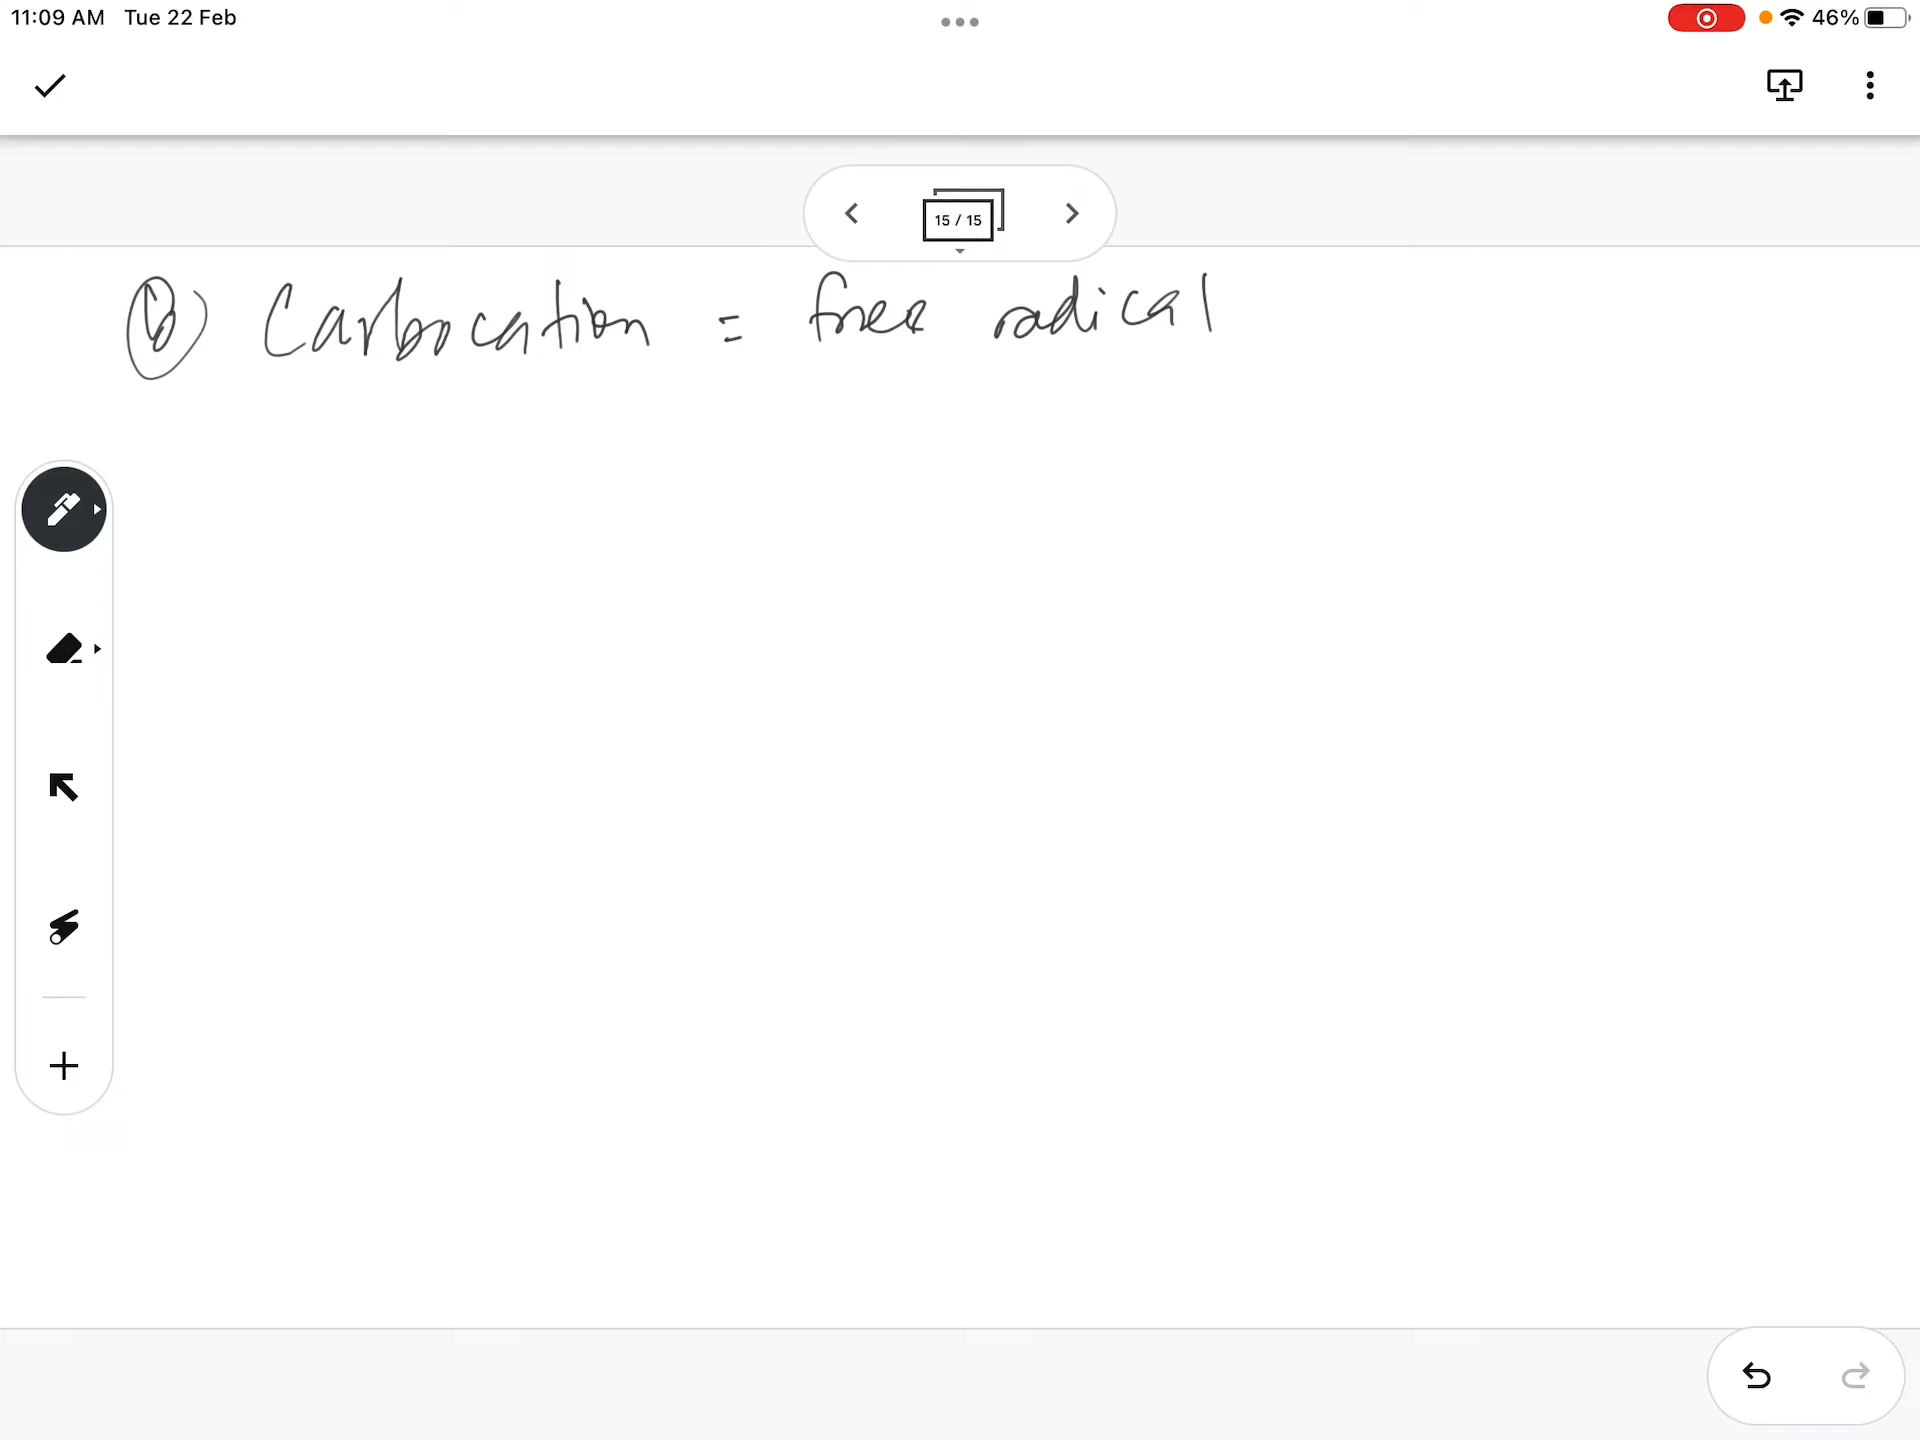 11:09 AM Tue 22 Feb
46%
15 / 15
(b) Carbocation = free radical